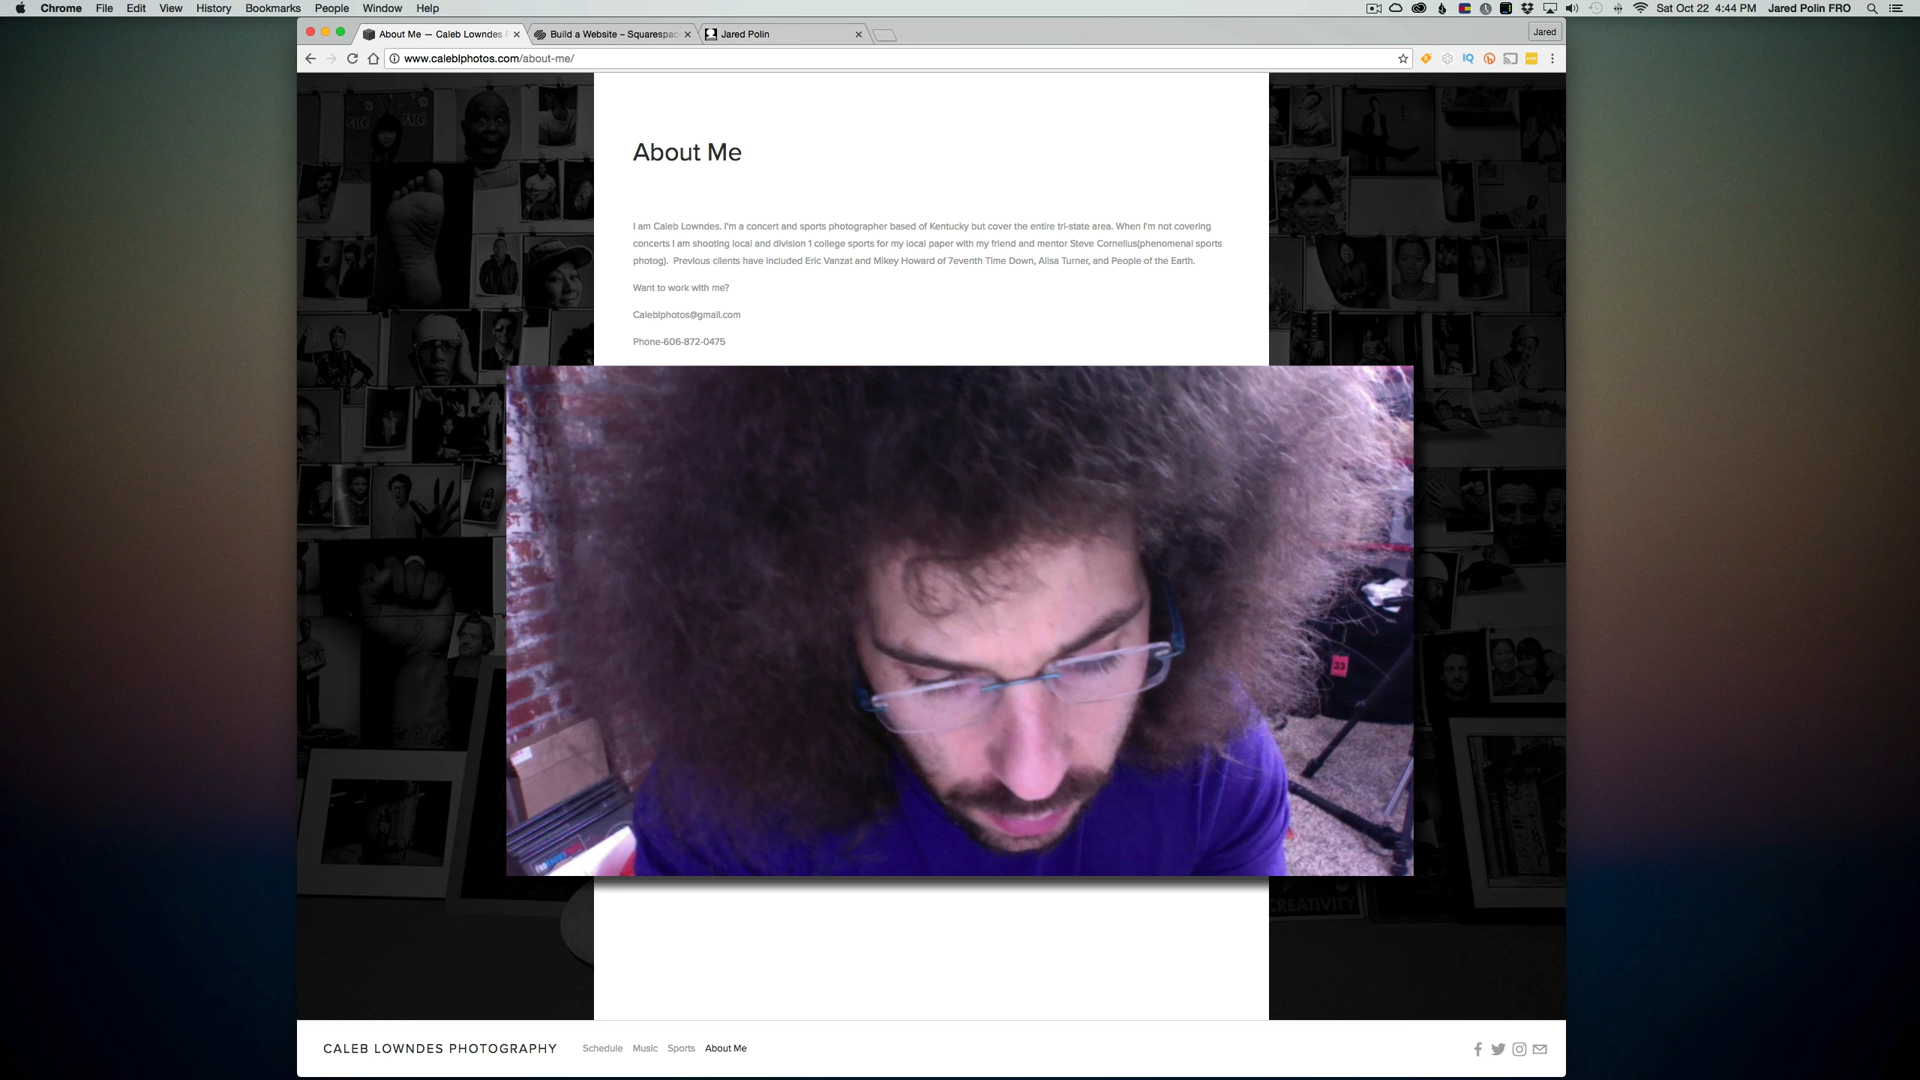 Chrome File Edit View History Bookmarks People Window Help Sat Oct 22 4:44 PM Jared Polin FRO
About Me — Caleb Lowndes P Build a Website – Squarespac Jared Polin Jared
www.caleblphotos.com/about-me/
About Me
I am Caleb Lowndes. I'm a concert and sports photographer based of Kentucky but cover the entire tri-state area. When I'm not covering
concerts I am shooting local and division 1 college sports for my local paper with my friend and mentor Steve Cornelius(phenomenal sports
photog). Previous clients have included Eric Vanzat and Mikey Howard of 7eventh Time Down, Alisa Turner, and People of the Earth.
Want to work with me?
Caleblphotos@gmail.com
Phone-606-872-0475
33
CREATIVITY
CALEB LOWNDES PHOTOGRAPHY Schedule Music Sports About Me